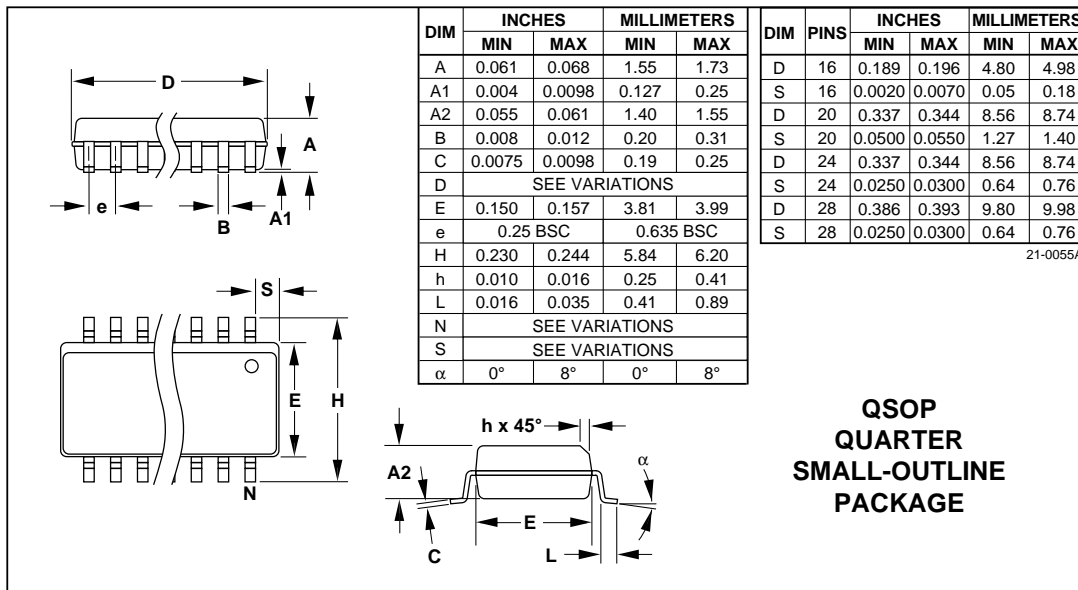 D
A
e
B
A1
S
E
H
N
h x 45°
A2
α
C
E
L
DIM INCHES MILLIMETERS
MIN MAX MIN MAX
A 0.061 0.068 1.55 1.73
A1 0.004 0.0098 0.127 0.25
A2 0.055 0.061 1.40 1.55
B 0.008 0.012 0.20 0.31
C 0.0075 0.0098 0.19 0.25
D SEE VARIATIONS
E 0.150 0.157 3.81 3.99
e 0.25 BSC 0.635 BSC
H 0.230 0.244 5.84 6.20
h 0.010 0.016 0.25 0.41
L 0.016 0.035 0.41 0.89
N SEE VARIATIONS
S SEE VARIATIONS
α 0° 8° 0° 8°
DIM PINS INCHES MILLIMETERS
MIN MAX MIN MAX
D 16 0.189 0.196 4.80 4.98
S 16 0.0020 0.0070 0.05 0.18
D 20 0.337 0.344 8.56 8.74
S 20 0.0500 0.0550 1.27 1.40
D 24 0.337 0.344 8.56 8.74
S 24 0.0250 0.0300 0.64 0.76
D 28 0.386 0.393 9.80 9.98
S 28 0.0250 0.0300 0.64 0.76
21-0055A
QSOP
QUARTER
SMALL-OUTLINE
PACKAGE